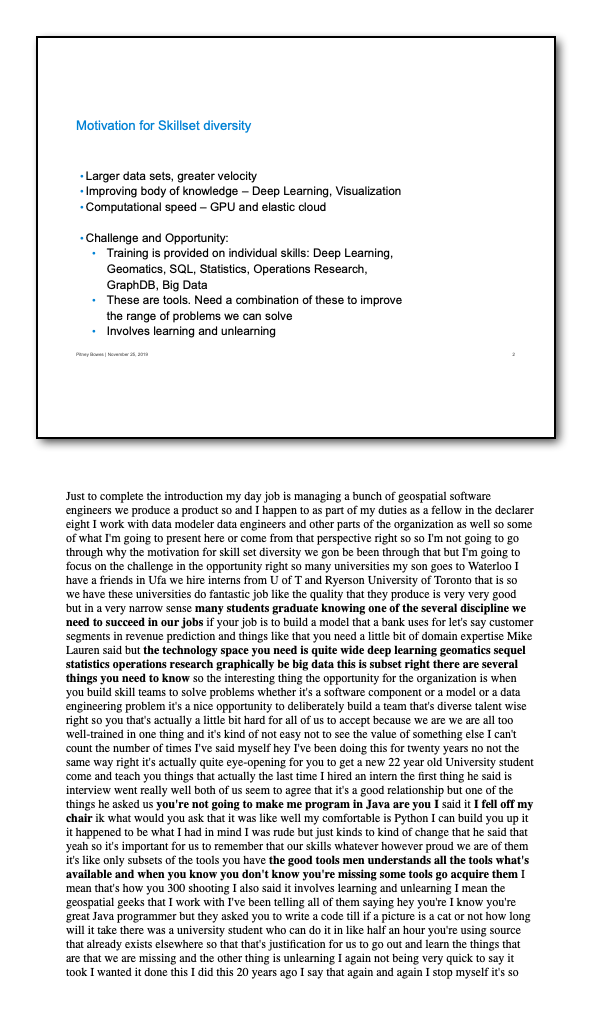 Motivation for Skillset diversity
• Larger data sets, greater velocity
• Improving body of knowledge – Deep Learning, Visualization
• Computational speed – GPU and elastic cloud
• Challenge and Opportunity:
• Training is provided on individual skills: Deep Learning,
Geomatics, SQL, Statistics, Operations Research,
GraphDB, Big Data
• These are tools. Need a combination of these to improve
the range of problems we can solve
• Involves learning and unlearning
Pitney Bowes | November 25, 2019
2
Just to complete the introduction my day job is managing a bunch of geospatial software
engineers we produce a product so and I happen to as part of my duties as a fellow in the declarer
eight I work with data modeler data engineers and other parts of the organization as well so some
of what I'm going to present here or come from that perspective right so so I'm not going to go
through why the motivation for skill set diversity we gon be been through that but I'm going to
focus on the challenge in the opportunity right so many universities my son goes to Waterloo I
have a friends in Ufa we hire interns from U of T and Ryerson University of Toronto that is so
we have these universities do fantastic job like the quality that they produce is very very good
but in a very narrow sense many students graduate knowing one of the several discipline we
need to succeed in our jobs if your job is to build a model that a bank uses for let's say customer
segments in revenue prediction and things like that you need a little bit of domain expertise Mike
Lauren said but the technology space you need is quite wide deep learning geomatics sequel
statistics operations research graphically be big data this is subset right there are several
things you need to know so the interesting thing the opportunity for the organization is when
you build skill teams to solve problems whether it's a software component or a model or a data
engineering problem it's a nice opportunity to deliberately build a team that's diverse talent wise
right so you that's actually a little bit hard for all of us to accept because we are we are all too
well-trained in one thing and it's kind of not easy not to see the value of something else I can't
count the number of times I've said myself hey I've been doing this for twenty years no not the
same way right it's actually quite eye-opening for you to get a new 22 year old University student
come and teach you things that actually the last time I hired an intern the first thing he said is
interview went really well both of us seem to agree that it's a good relationship but one of the
things he asked us you're not going to make me program in Java are you I said it I fell off my
chair ik what would you ask that it was like well my comfortable is Python I can build you up it
it happened to be what I had in mind I was rude but just kinds to kind of change that he said that
yeah so it's important for us to remember that our skills whatever however proud we are of them
it's like only subsets of the tools you have the good tools men understands all the tools what's
available and when you know you don't know you're missing some tools go acquire them I
mean that's how you 300 shooting I also said it involves learning and unlearning I mean the
geospatial geeks that I work with I've been telling all of them saying hey you're I know you're
great Java programmer but they asked you to write a code till if a picture is a cat or not how long
will it take there was a university student who can do it in like half an hour you're using source
that already exists elsewhere so that that's justification for us to go out and learn the things that
are that we are missing and the other thing is unlearning I again not being very quick to say it
took I wanted it done this I did this 20 years ago I say that again and again I stop myself it's so